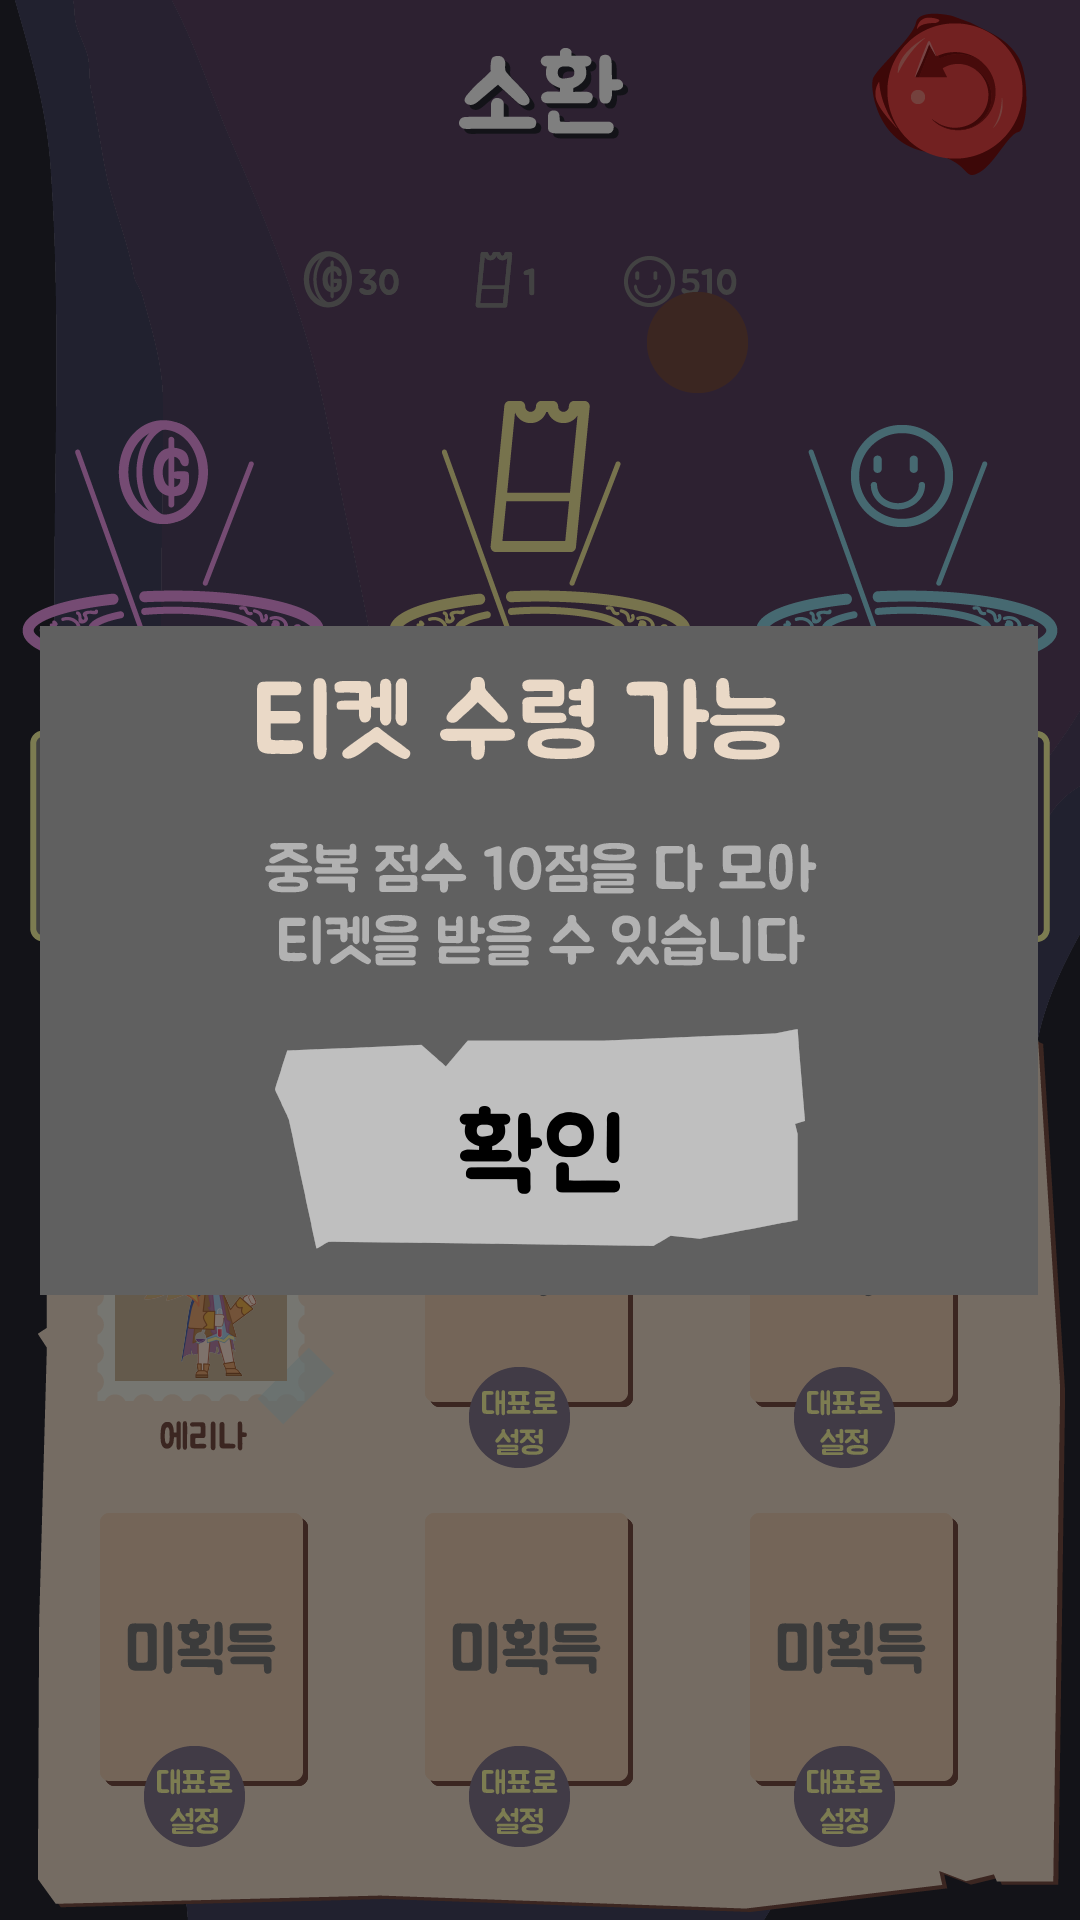 소환
30 1 510
티켓 수령 가능
중복 점수 10점을 다 모아
티켓을 받을 수 있습니다
확인
대표로 대표로
설정 설정
에리나
미획득 미획득 미획득
대표로 대표로 대표로
설정 설정 설정